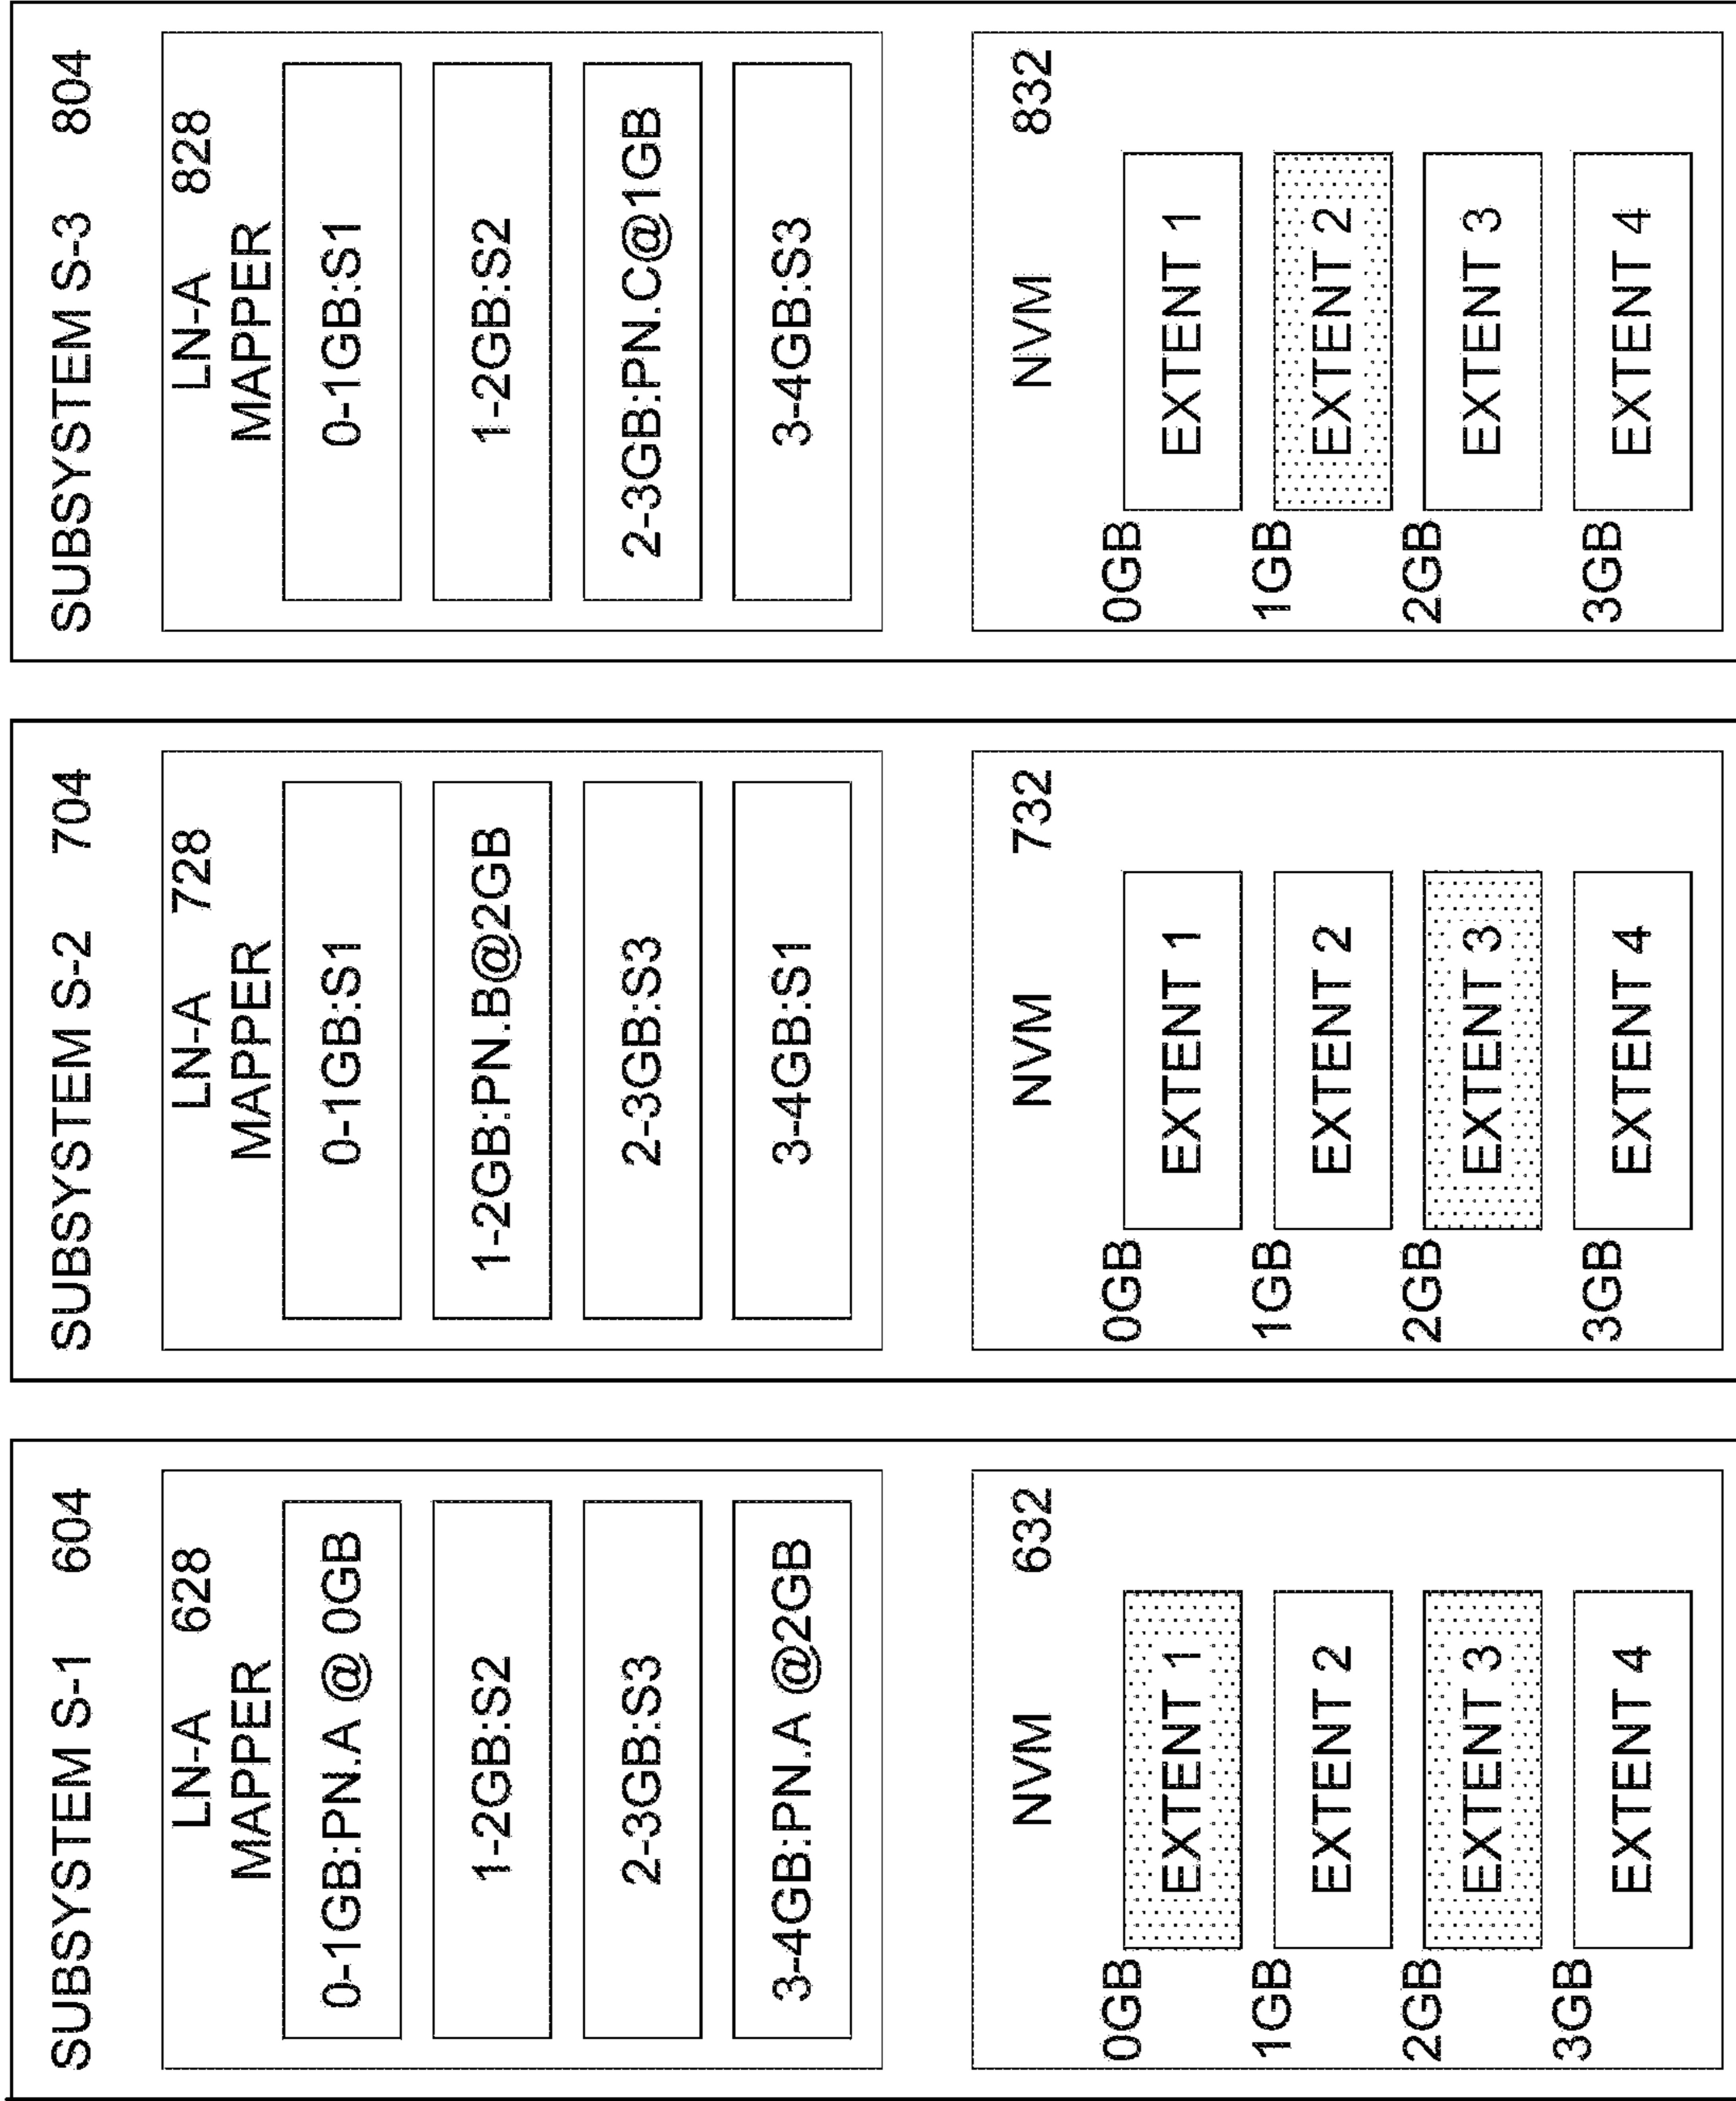 SUBSYSTEM S-1 604
LN-A 628
MAPPER
0-1GB:PN.A @ 0GB
1-2GB:S2
2-3GB:S3
3-4GB:PN.A @2GB
NVM 632
0GB
EXTENT 1
1GB
EXTENT 2
2GB
EXTENT 3
3GB
EXTENT 4
SUBSYSTEM S-2 704
LN-A 728
MAPPER
0-1GB:S1
1-2GB:PN.B@2GB
2-3GB:S3
3-4GB:S1
NVM 732
0GB
EXTENT 1
1GB
EXTENT 2
2GB
EXTENT 3
3GB
EXTENT 4
SUBSYSTEM S-3 804
LN-A 828
MAPPER
0-1GB:S1
1-2GB:S2
2-3GB:PN.C@1GB
3-4GB:S3
NVM 832
0GB
EXTENT 1
1GB
EXTENT 2
2GB
EXTENT 3
3GB
EXTENT 4